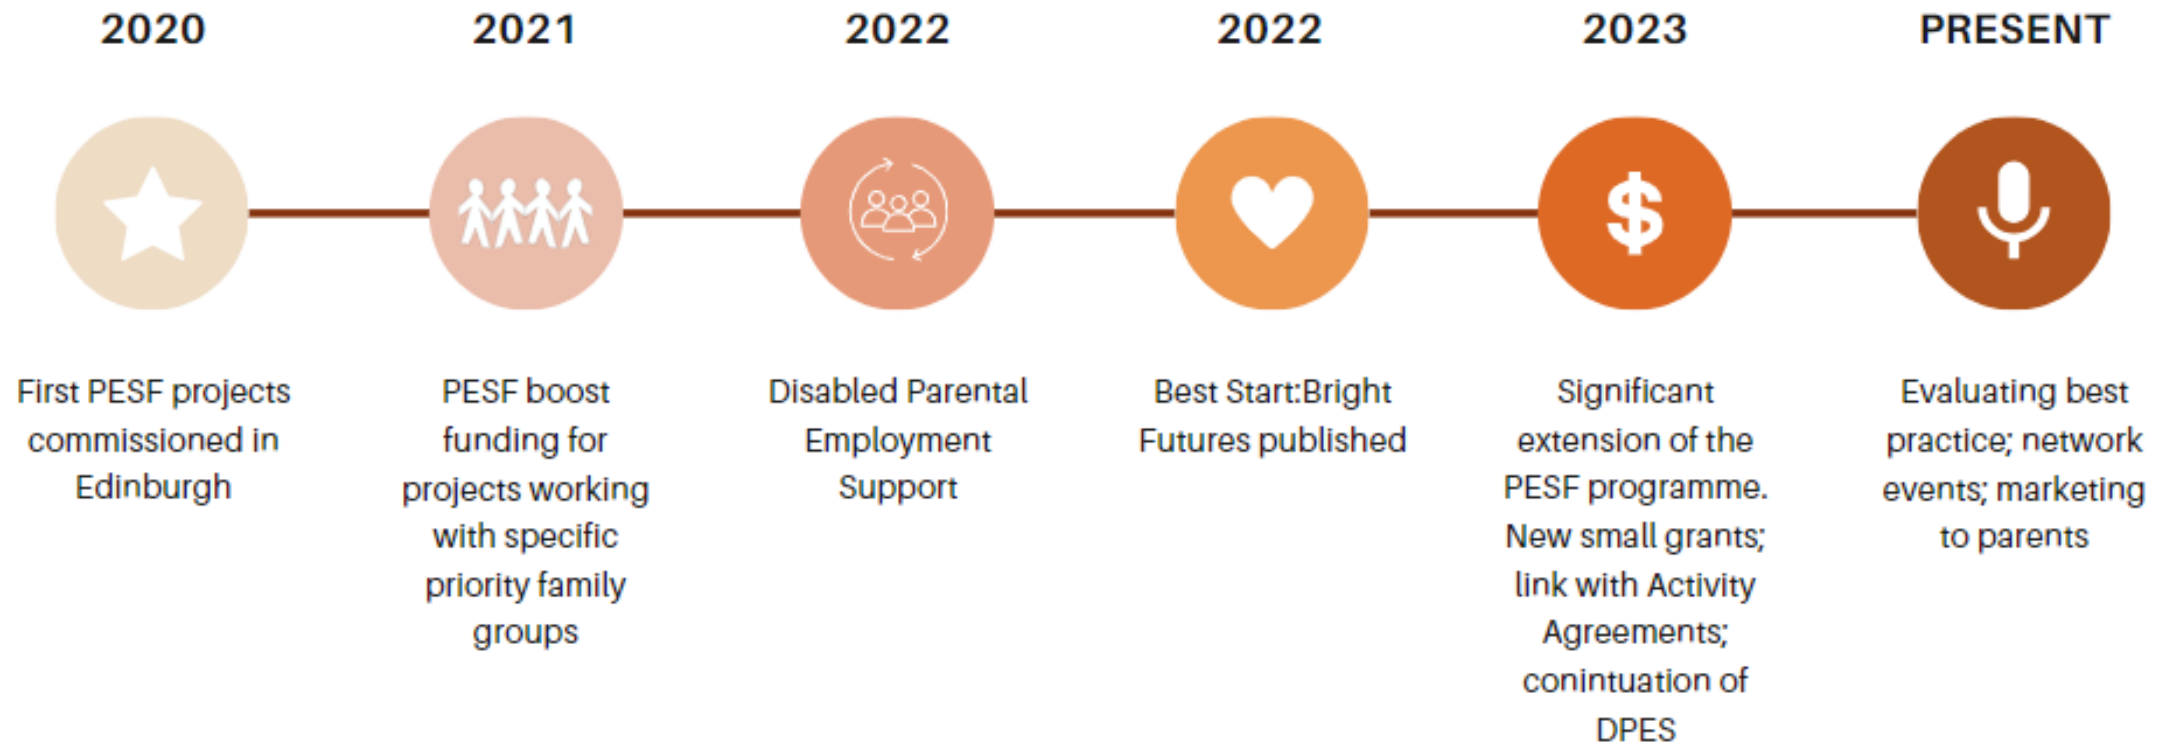 2020
First PESF projects
commissioned in
Edinburgh
2021
PESF boost
funding for
projects working
with specific
priority family
groups
2022
Disabled Parental
Employment
Support
2022
Best Start:Bright
Futures published
2023
$
Significant
extension of the
PESF programme.
New small grants;
link with Activity
Agreements;
conintuation of
DPES
PRESENT
Evaluating best
practice; network
events; marketing
to parents